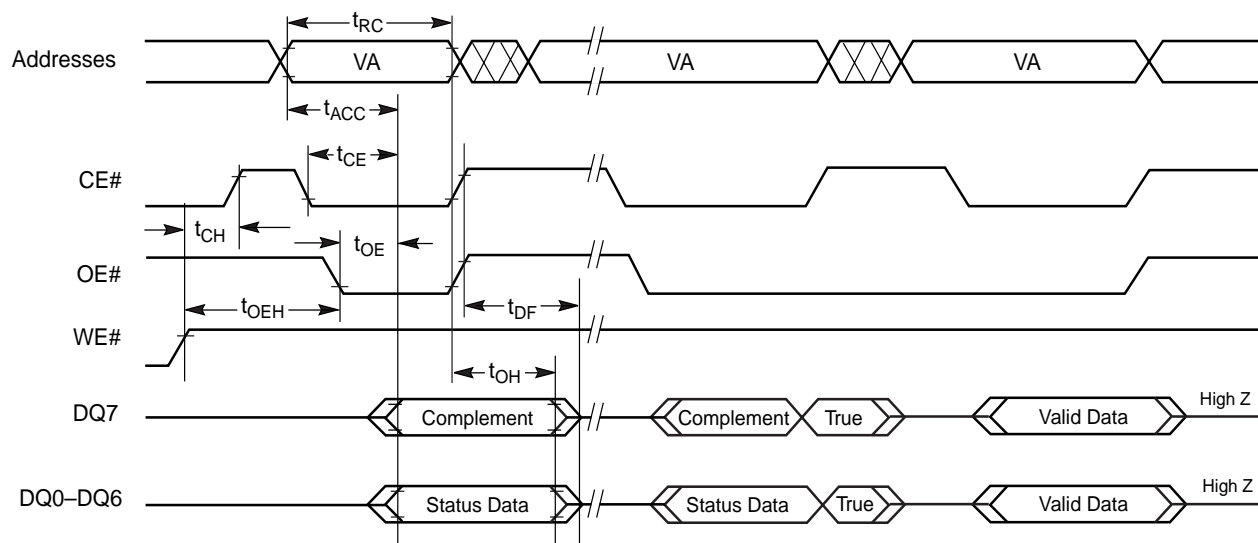 tRC
Addresses VA VA VA
tACC
tCE
CE#
tCH tOE
OE#
tOEH tDF
WE#
tOH
DQ7 Complement Complement True Valid Data High Z
DQ0–DQ6 Status Data Status Data True Valid Data High Z